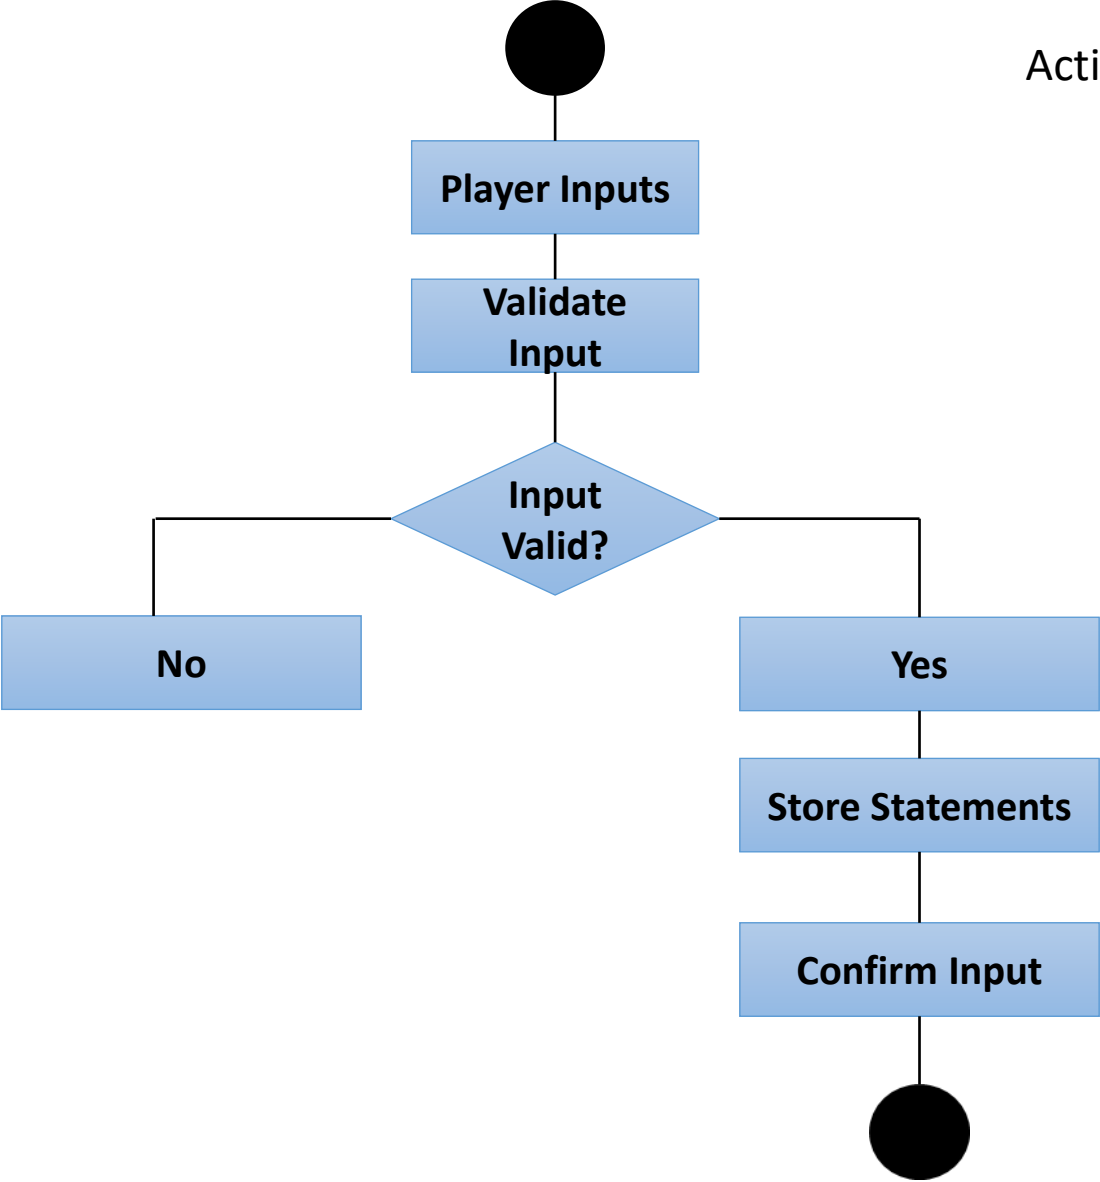 Acti
Player Inputs
Validate
Input
Input
Valid?
No
Yes
Store Statements
Confirm Input